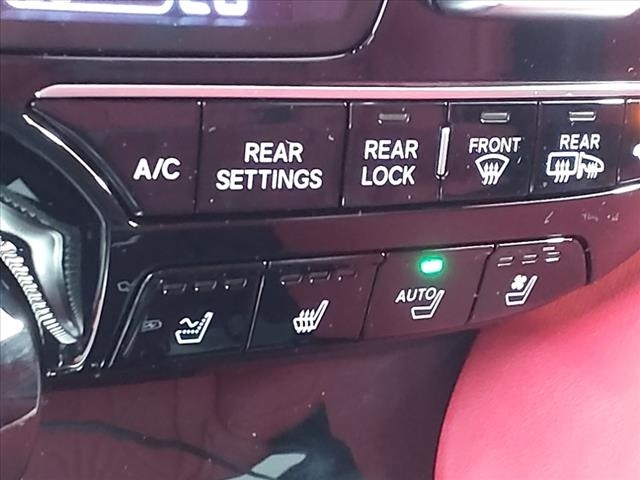 A/C
REAR
SETTINGS
REAR
LOCK
FRONT
REAR
AUTO